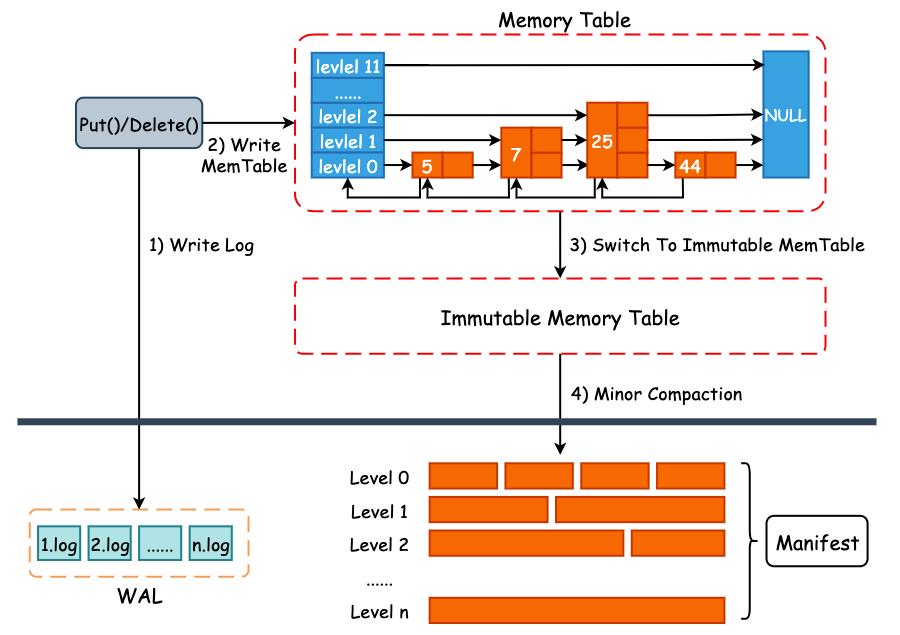 Memory Table
levlel 11
......
level 2
level 1
levlel 0
5
7
25
44
NULL
Put()/Delete()
2) Write
MemTable
1) Write Log
3) Switch To Immutable MemTable
Immutable Memory Table
4) Minor Compaction
Level 0
Level 1
Level 2
......
Level n
Manifest
1.log
2.log
......
n.log
WAL